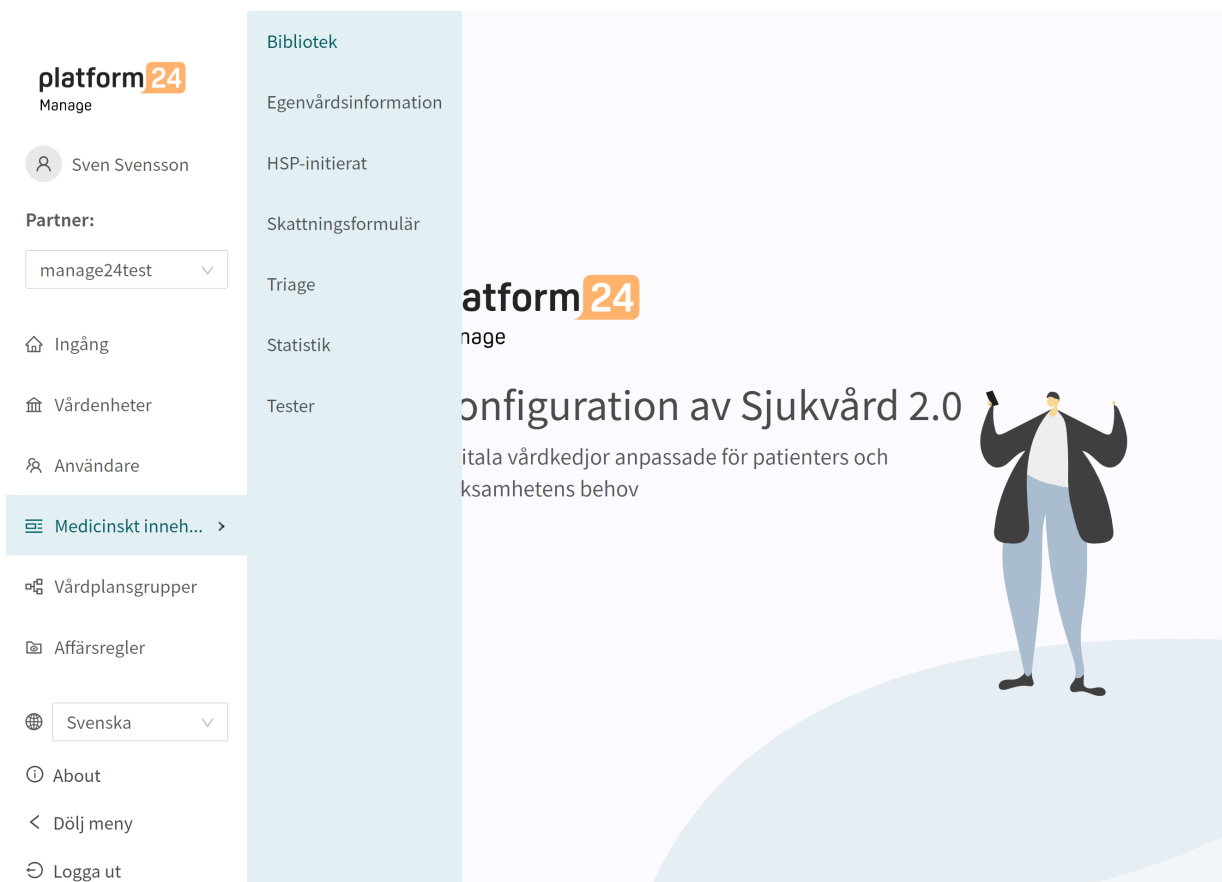 platform24
Manage
Sven Svensson
Partner:
manage24test
Ingång
Vårdenheter
Användare
Medicinskt inneh...
Vårdplansgrupper
Affärsregler
Svenska
About
Dölj meny
Logga ut
Bibliotek
Egenvårdsinformation
HSP-initierat
Skattningsformulär
Triage
Statistik
Tester
atform24
nage
onfiguration av Sjukvård 2.0
itala vårdkedjor anpassade för patienters och
ksamhetens behov